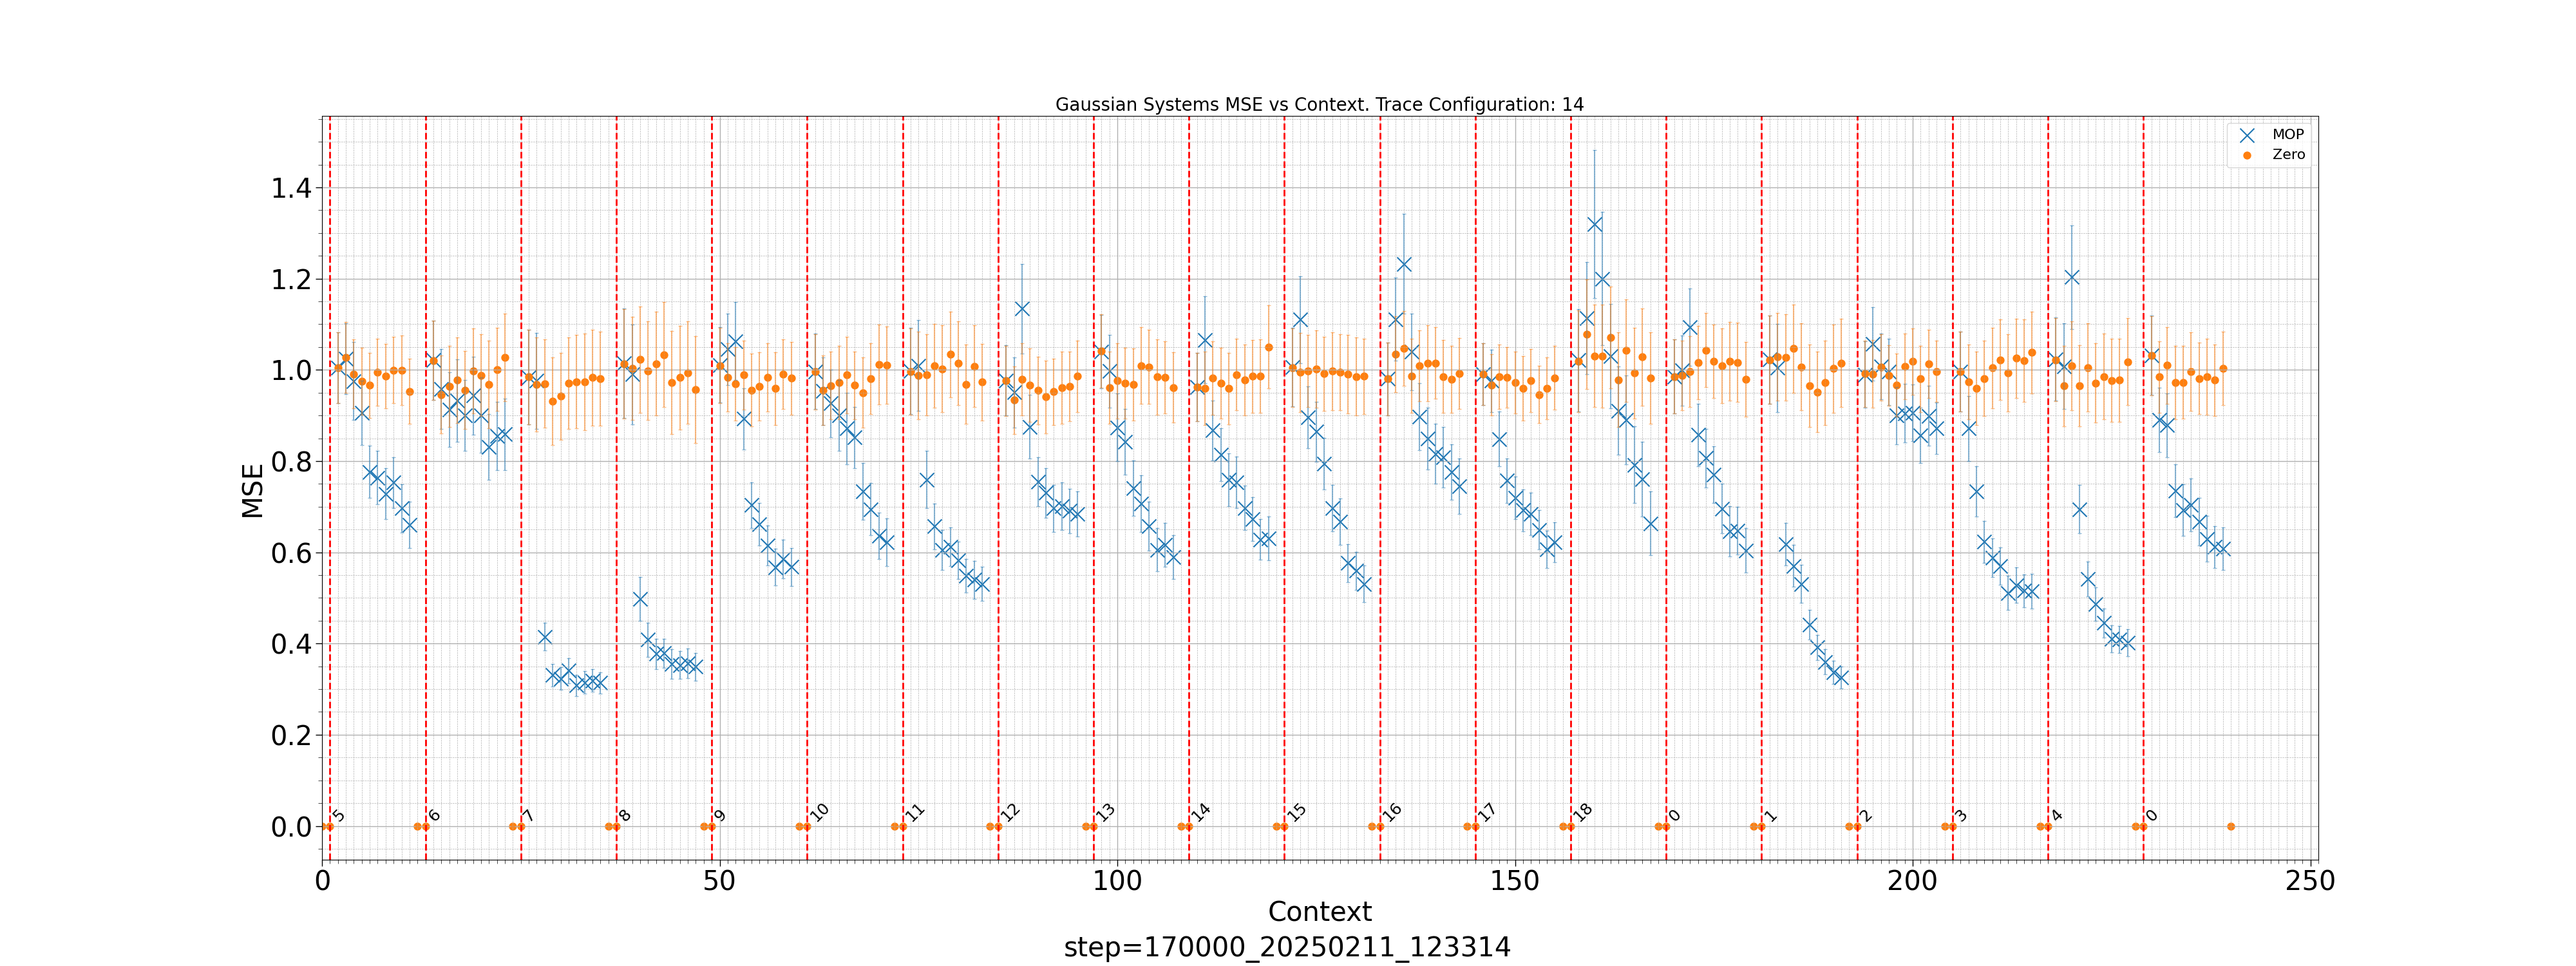 Gaussian Systems MSE vs Context. Trace Configuration: 14
MOP
Zero
MSE
1.4
1.2
1.0
0.8
0.6
0.4
0.2
0.0
5 6 7 8 9 10 11 12 13 14 15 16 17 18 0 1 2 3 4 0
0 50 100 150 200 250
Context
step=170000_20250211_123314